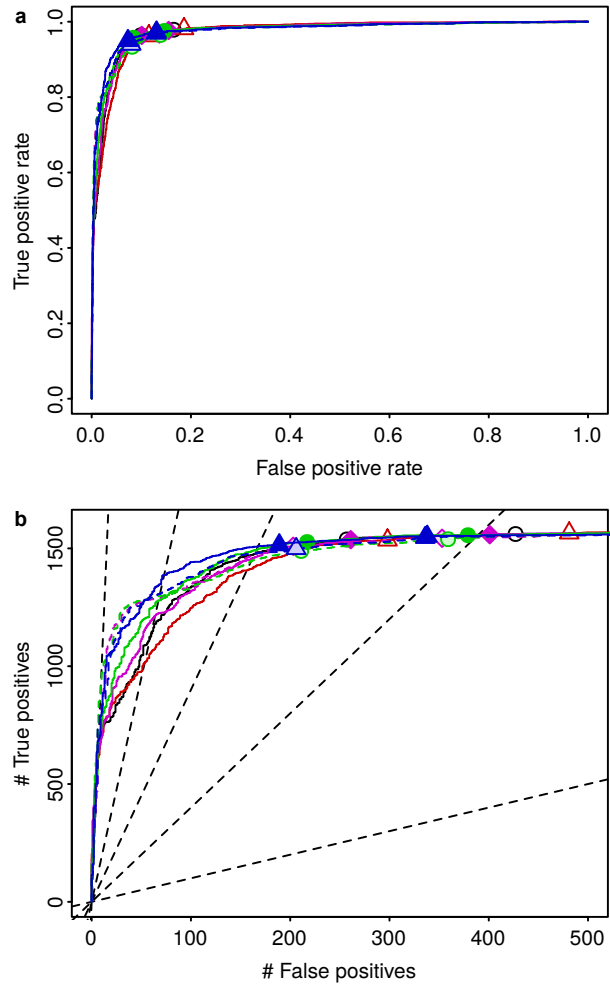 a
1.0
0.8
0.6
0.4
0.2
0.0
True positive rate
0.0 0.2 0.4 0.6 0.8 1.0
False positive rate
b
1500
1000
500
0
# True positives
0 100 200 300 400 500
# False positives